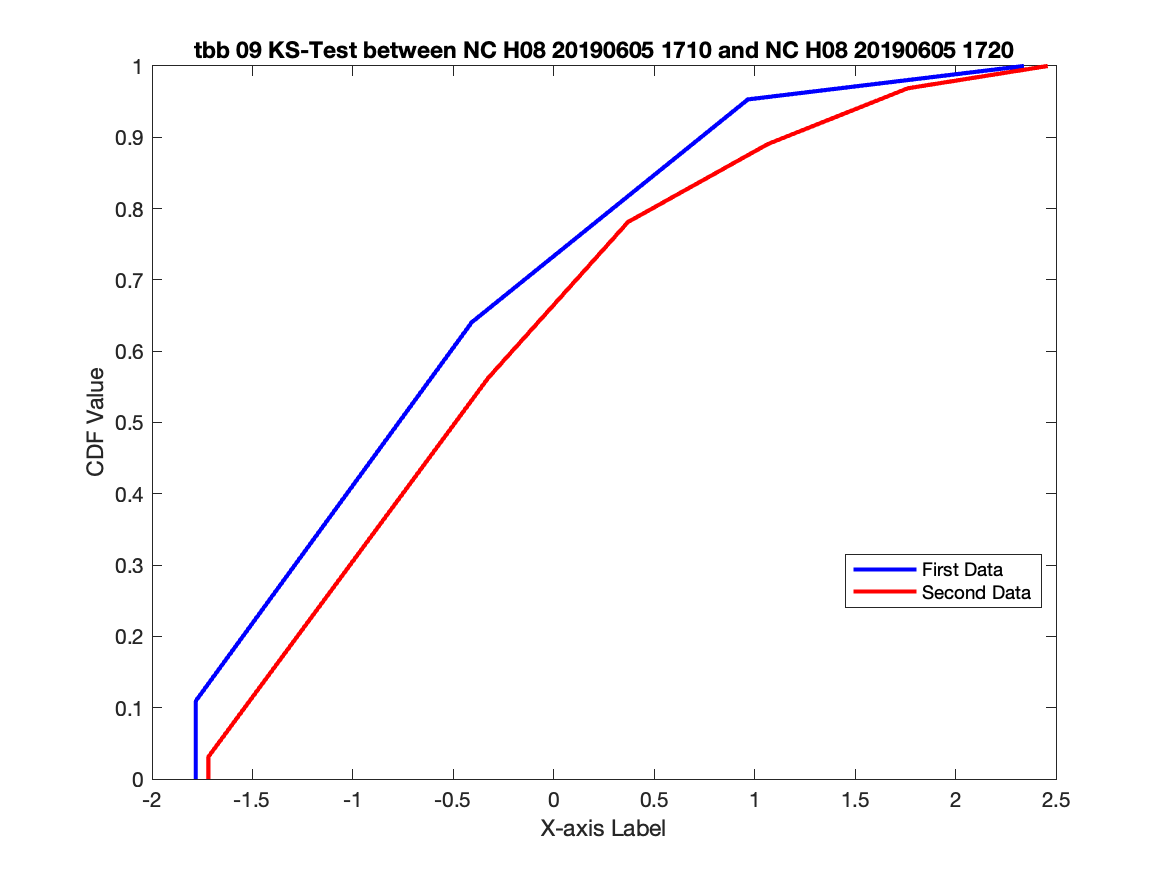 tbb 09 KS-Test between NC H08 20190605 1710 and NC H08 20190605 1720
1
0.9
0.8
0.7
0.6
0.5
0.4
0.3
0.2
0.1
0
CDF Value
First Data
Second Data
-2 -1.5 -1 -0.5 0 0.5 1 1.5 2 2.5
X-axis Label